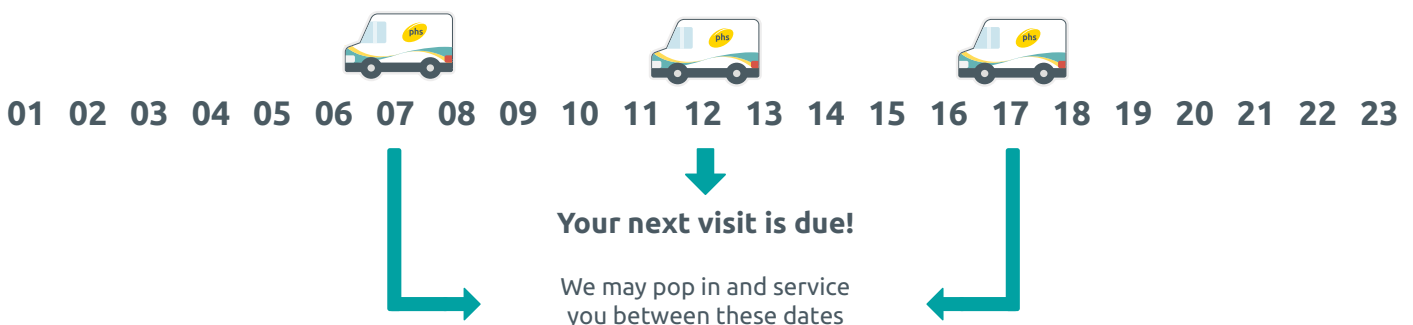 phs phs phs
01 02 03 04 05 06 07 08 09 10 11 12 13 14 15 16 17 18 19 20 21 22 23
Your next visit is due!
We may pop in and service
you between these dates